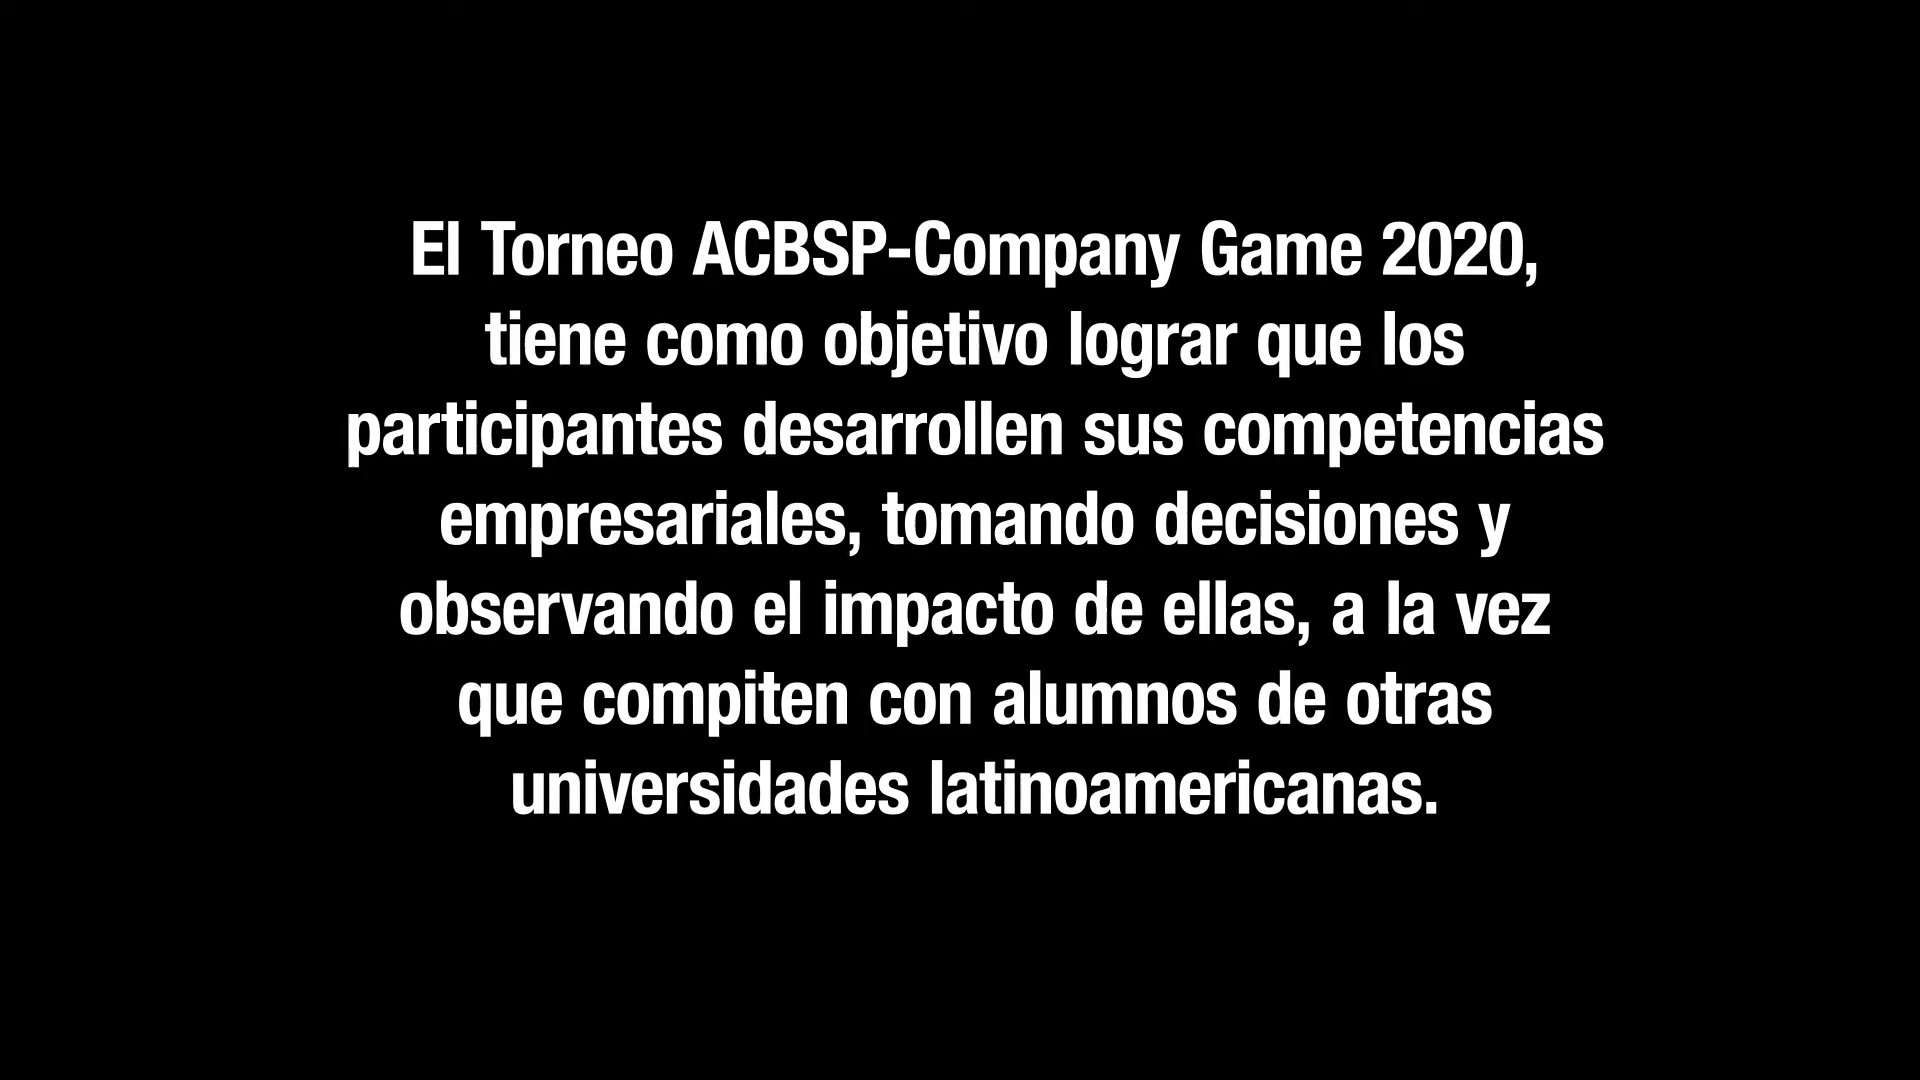 El Torneo ACBSP-Company Game 2020,
tiene como objetivo lograr que los
participantes desarrollen sus competencias
empresariales, tomando decisiones y
observando el impacto de ellas, a la vez
que compiten con alumnos de otras
universidades latinoamericanas.